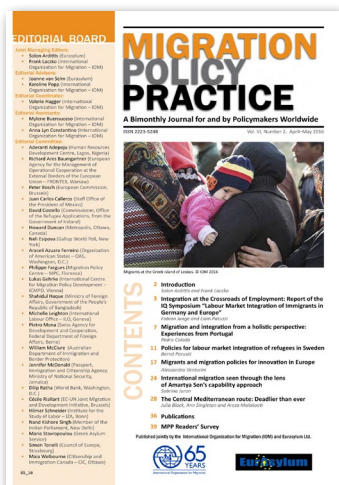 EDITORIAL BOARD
Joint Managing Editors:
• Solon Ardittis (Eurasylum)
• Frank Laczko (International
Organization for Migration – IOM)
Editorial Advisers:
• Joanne van Selm (Eurasylum)
• Karoline Popp (International
Organization for Migration – IOM)
Editorial Coordinator:
• Valerie Hagger (International
Organization for Migration – IOM)
Editorial Assistants:
• Mylene Buensuceso (International
Organization for Migration – IOM)
• Anna Lyn Constantino (International
Organization for Migration – IOM)
Editorial Committee:
• Aderanti Adepoju (Human Resources
Development Centre, Lagos, Nigeria)
• Richard Ares Baumgartner (European
Agency for the Management of
Operational Cooperation at the
External Borders of the European
Union – FRONTEX, Warsaw)
• Peter Bosch (European Commission,
Brussels)
• Juan Carlos Calleros (Staff Office of
the President of Mexico)
• David Costello (Commissioner, Office
of the Refugee Applications, from the
Government of Ireland)
• Howard Duncan (Metropolis, Ottawa,
Canada)
• Neli Esipova (Gallup World Poll, New
York)
• Araceli Azuara Ferreiro (Organization
of American States – OAS,
Washington, D.C.)
• Philippe Fargues (Migration Policy
Centre – MPC, Florence)
• Lukas Gehrke (International Centre
for Migration Policy Development –
ICMPD, Vienna)
• Shahidul Haque (Ministry of Foreign
Affairs, Government of the People's
Republic of Bangladesh)
• Michelle Leighton (International
Labour Office – ILO, Geneva)
• Pietro Mona (Swiss Agency for
Development and Cooperation,
Federal Department of Foreign
Affairs, Berne)
• William McClure (Australian
Department of Immigration and
Border Protection)
• Jennifer McDonald (Passport,
Immigration and Citizenship Agency,
Ministry of National Security,
Jamaica)
• Dilip Ratha (World Bank, Washington,
D.C.)
• Cécile Riallant (EC-UN Joint Migration
and Development Initiative, Brussels)
• Hilmar Schneider (Institute for the
Study of Labor – IZA, Bonn)
• Nand Kishore Singh (Member of the
Indian Parliament, New Delhi)
• Maria Stavropoulou (Greek Asylum
Service)
• Simon Tonelli (Council of Europe,
Strasbourg)
• Maia Welbourne (Citizenship and
Immigration Canada – CIC, Ottawa)
MIGRATION
POLICY
PRACTICE
A Bimonthly Journal for and by Policymakers Worldwide
ISSN 2223-5248
Vol. VI, Number 2, April–May 2016
Migrants at the Greek island of Lesbos. © IOM 2016
CONTENTS
2 Introduction
Solon Ardittis and Frank Laczko
3 Integration at the Crossroads of Employment: Report of the
IQ Symposium "Labour Market Integration of Immigrants in
Germany and Europe"
Fabian Junge and Liam Patuzzi
7 Migration and integration from a holistic perspective:
Experiences from Portugal
Pedro Calado
11 Policies for labour market integration of refugees in Sweden
Bernd Parusel
17 Migrants and migration policies for innovation in Europe
Alessandra Venturini
24 International migration seen through the lens
of Amartya Sen's capability approach
Sabrina Juran
28 The Central Mediterranean route: Deadlier than ever
Julia Black, Ann Singleton and Arezo Malakooti
36 Publications
39 MPP Readers' Survey
Published jointly by the International Organization for Migration (IOM) and Eurasylum Ltd.
65
YEARS
Eurasylum